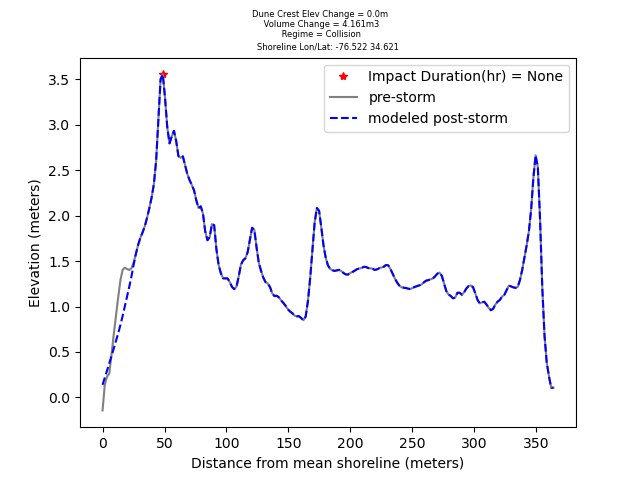 Dune Crest Elev Change = 0.0m
Volume Change = 4.161m3
Regime = Collision
Shoreline Lon/Lat: -76.522 34.621
Impact Duration(hr) = None
pre-storm
modeled post-storm
Elevation (meters)
3.5
3.0
2.5
2.0
1.5
1.0
0.5
0.0
0 50 100 150 200 250 300 350
Distance from mean shoreline (meters)